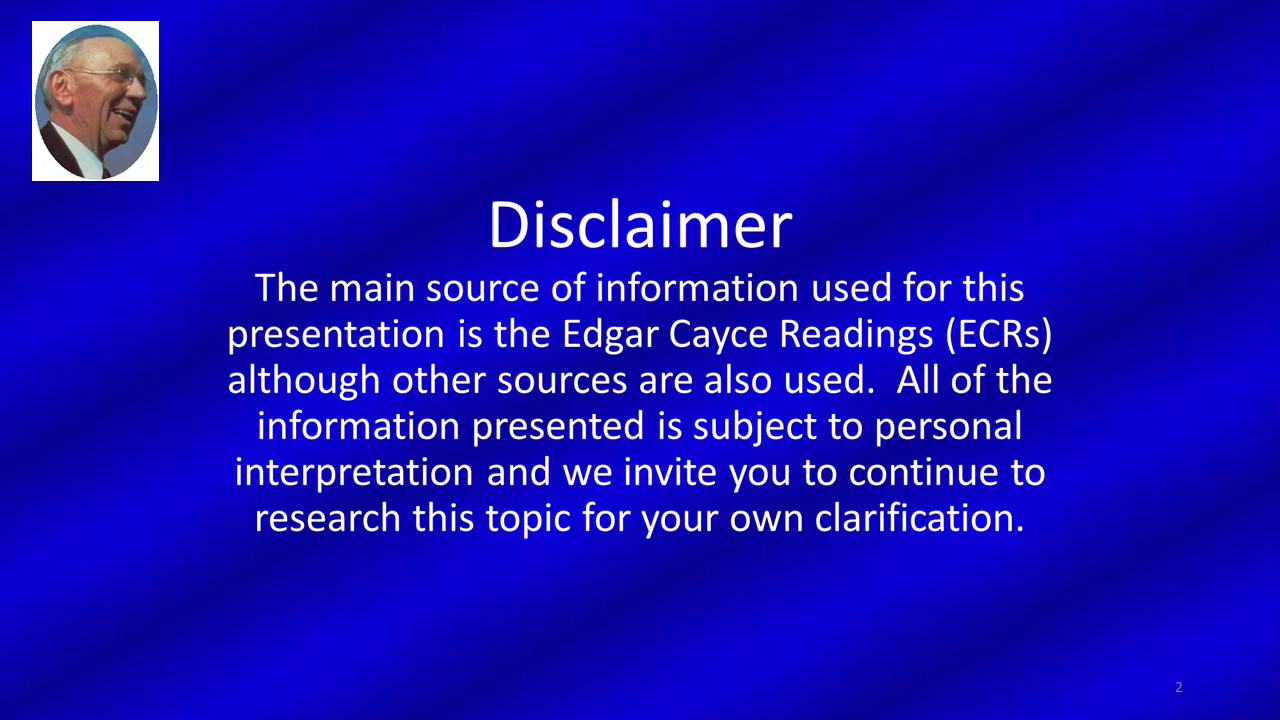 Disclaimer
The main source of information used for this
presentation is the Edgar Cayce Readings (ECRs)
although other sources are also used.  All of the
information presented is subject to personal
interpretation and we invite you to continue to
research this topic for your own clarification.
2